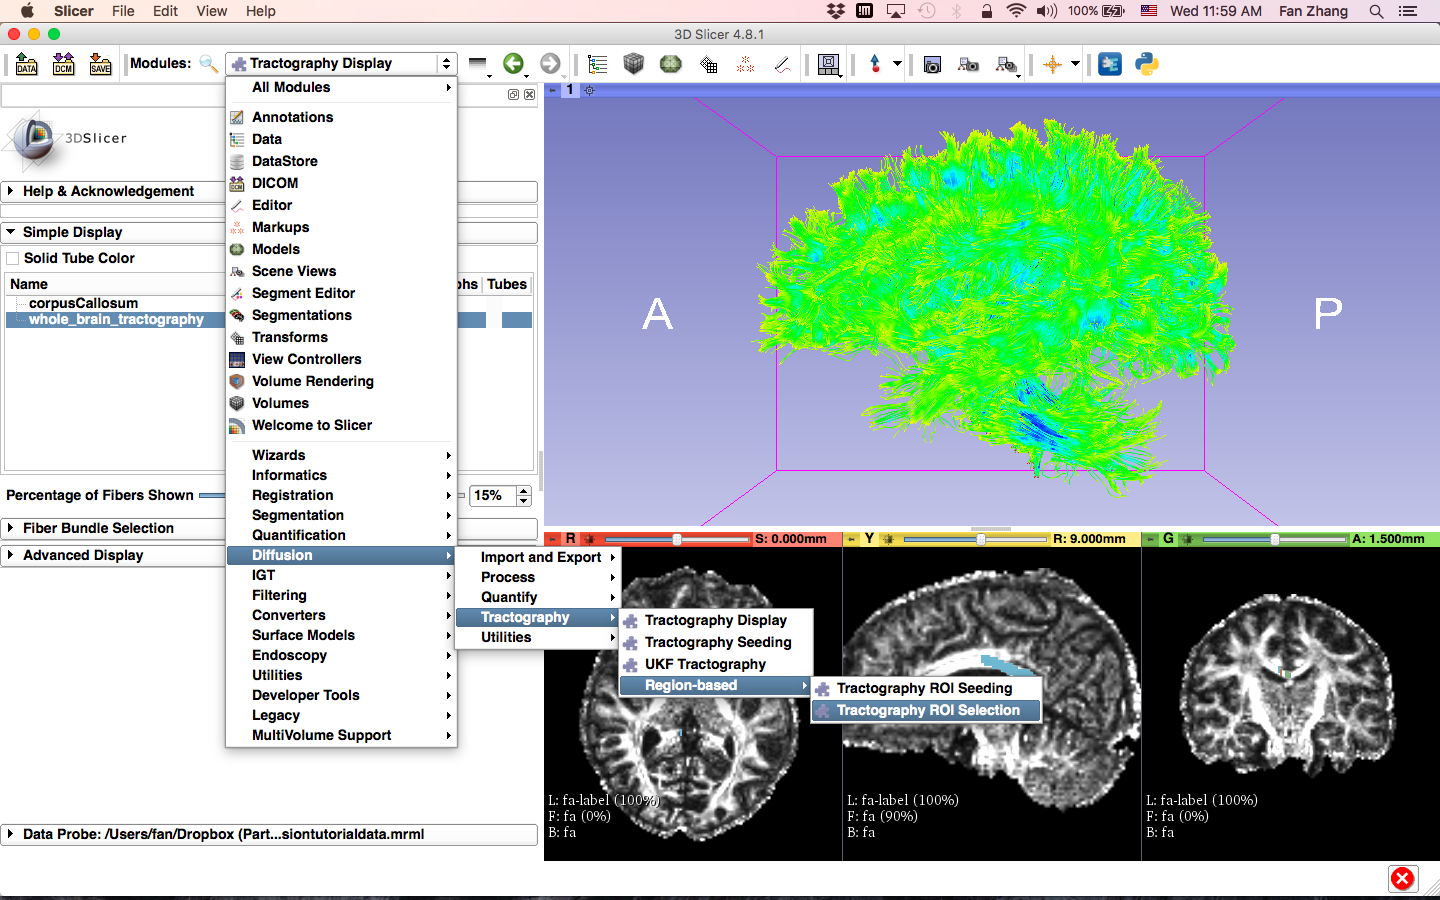 Slicer File Edit View Help 100% Wed 11:59 AM Fan Zhang
3D Slicer 4.8.1
DATA DCM SAVE Modules: Tractography Display
All Modules
Annotations
Data
DataStore
DICOM
Editor
Markups
Models
Scene Views
Segment Editor
Segmentations
Transforms
View Controllers
Volume Rendering
Volumes
Welcome to Slicer
Wizards
Informatics
Registration
Segmentation
Quantification
Diffusion
IGT
Filtering
Converters
Surface Models
Endoscopy
Utilities
Developer Tools
Legacy
MultiVolume Support
Import and Export
Process
Quantify
Tractography
Utilities
Tractography Display
Tractography Seeding
UKF Tractography
Region-based
Tractography ROI Seeding
Tractography ROI Selection
3DSlicer
Help & Acknowledgement
Simple Display
Solid Tube Color
Name Tubes
corpusCallosum
whole_brain_tractography
Percentage of Fibers Shown 15%
Fiber Bundle Selection
Advanced Display
Data Probe: /Users/fan/Dropbox (Part...siontutorialdata.mrml
1
A P
R S: 0.000mm
L: fa-label (100%)
F: fa (0%)
B: fa
Y R: 9.000mm
L: fa-label (100%)
F: fa (90%)
B: fa
G A: 1.500mm
L: fa-label (100%)
F: fa (0%)
B: fa